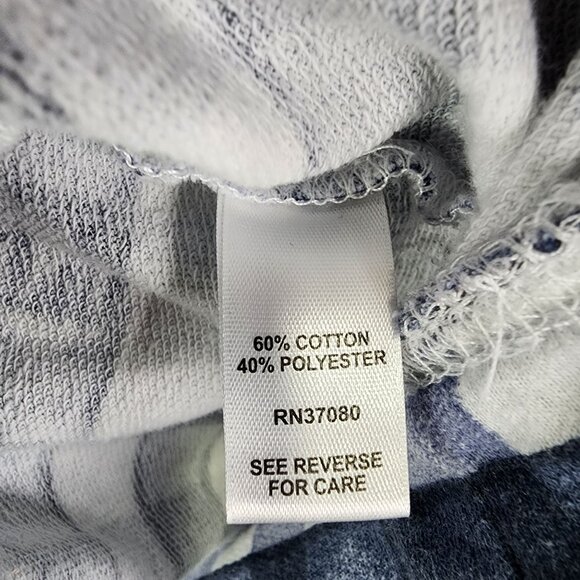 60% COTTON
40% POLYESTER
RN37080
SEE REVERSE
FOR CARE